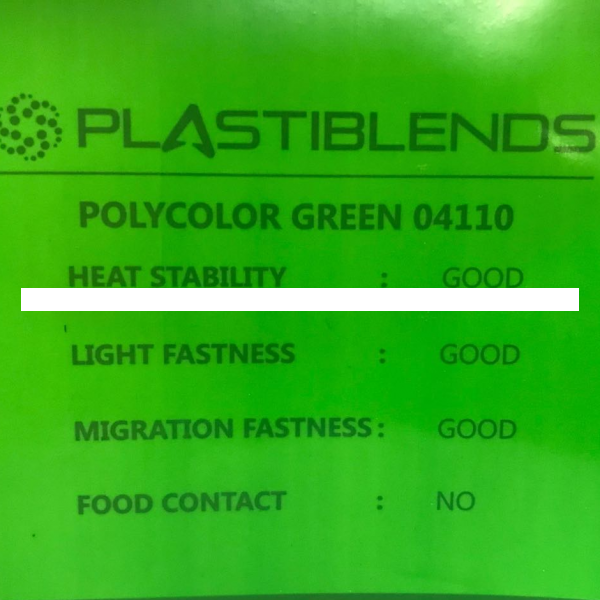 PLASTIBLENDS
POLYCOLOR GREEN 04110
HEAT STABILITY : GOOD
LIGHT FASTNESS : GOOD
MIGRATION FASTNESS : GOOD
FOOD CONTACT : NO